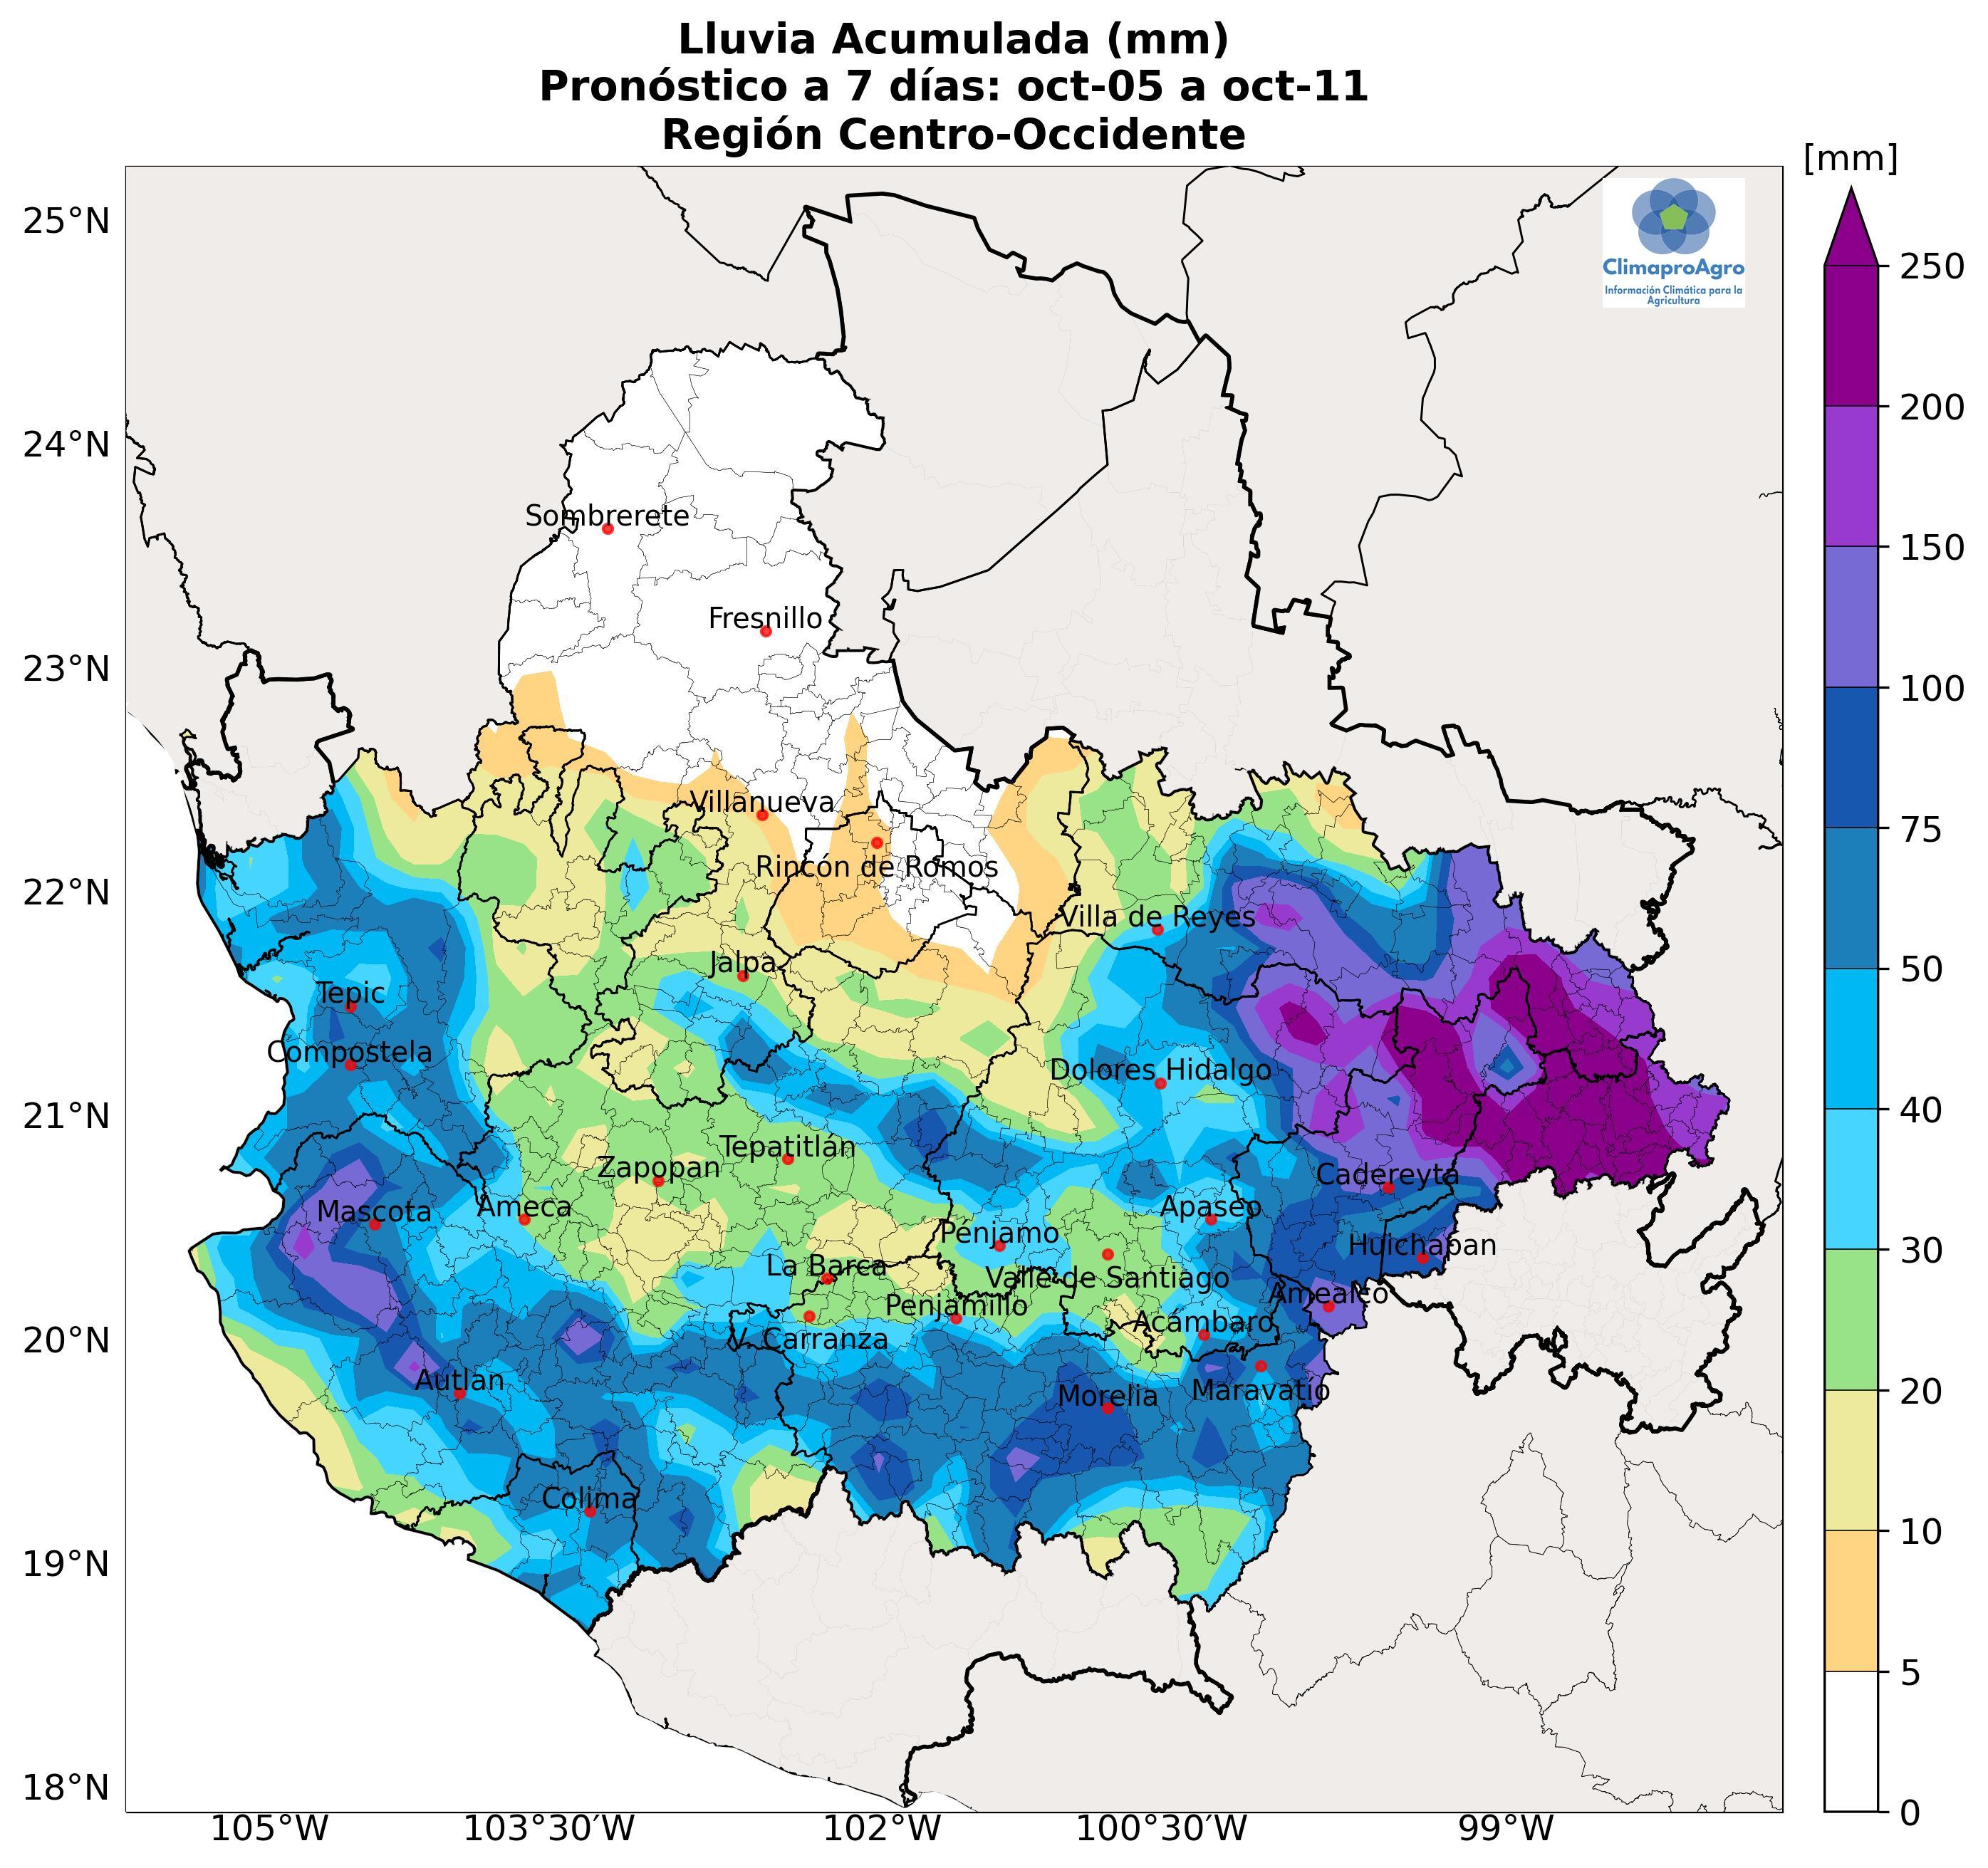 Lluvia Acumulada (mm)
Pronóstico a 7 días: oct-05 a oct-11
Región Centro-Occidente
[mm]
ClimaproAgro
Información Climática para la
Agricultura
25°N
24°N
23°N
22°N
21°N
20°N
19°N
18°N
Sombrerete
Fresnillo
Villanueva
Rincón de Romos
Villa de Reyes
Jalpa
Tepic
Compostela
Dolores Hidalgo
Tepatitlán
Zapopan
Cadereyta
Mascota
Ameca
Apaseo
Pénjamo
Huichapan
La Barca
Valle de Santiago
Amealco
Penjamillo
Acámbaro
V. Carranza
Autlan
Morelia
Maravatío
Colima
105°W
103°30'W
102°W
100°30'W
99°W
250
200
150
100
75
50
40
30
20
10
5
0